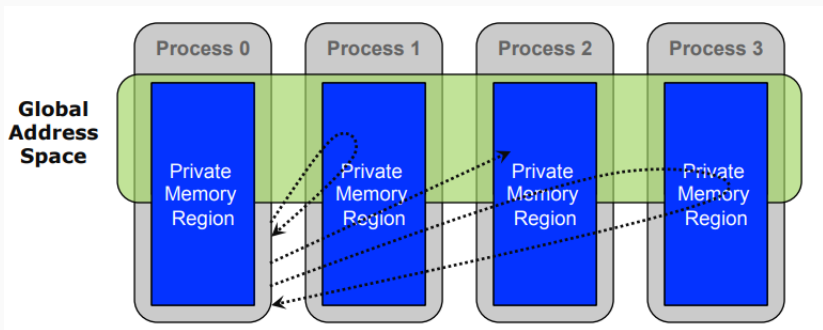 Process 0
Process 1
Process 2
Process 3
Global
Address
Space
Private
Memory
Region
Private
Memory
Region
Private
Memory
Region
Private
Memory
Region